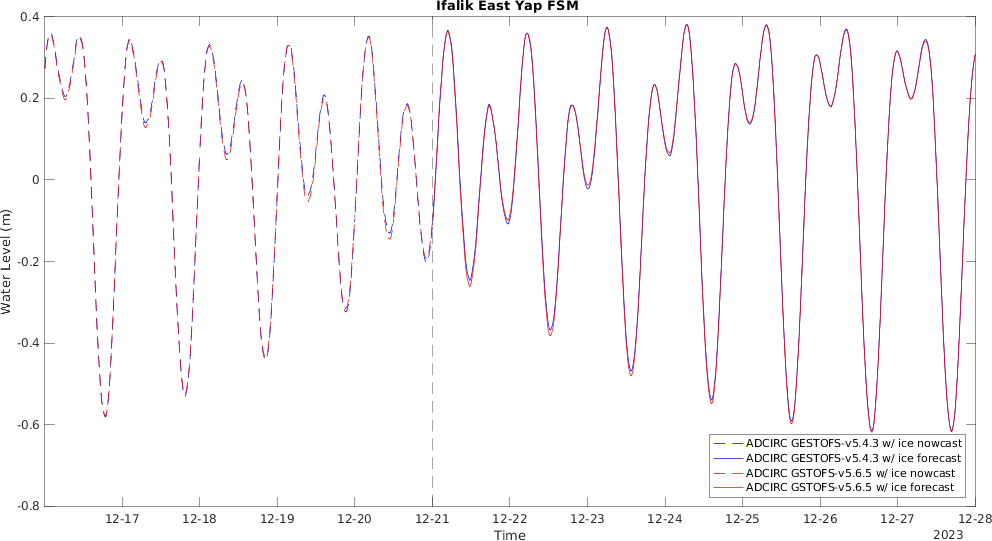 Ifalik East Yap FSM
0.4
0.2
0
-0.2
-0.4
-0.6
-0.8
Water Level (m)
ADCIRC GESTOFS-v5.4.3 w/ ice nowcast
ADCIRC GESTOFS-v5.4.3 w/ ice forecast
ADCIRC GSTOFS-v5.6.5 w/ ice nowcast
ADCIRC GSTOFS-v5.6.5 w/ ice forecast
12-17 12-18 12-19 12-20 12-21 12-22 12-23 12-24 12-25 12-26 12-27 12-28
Time
2023